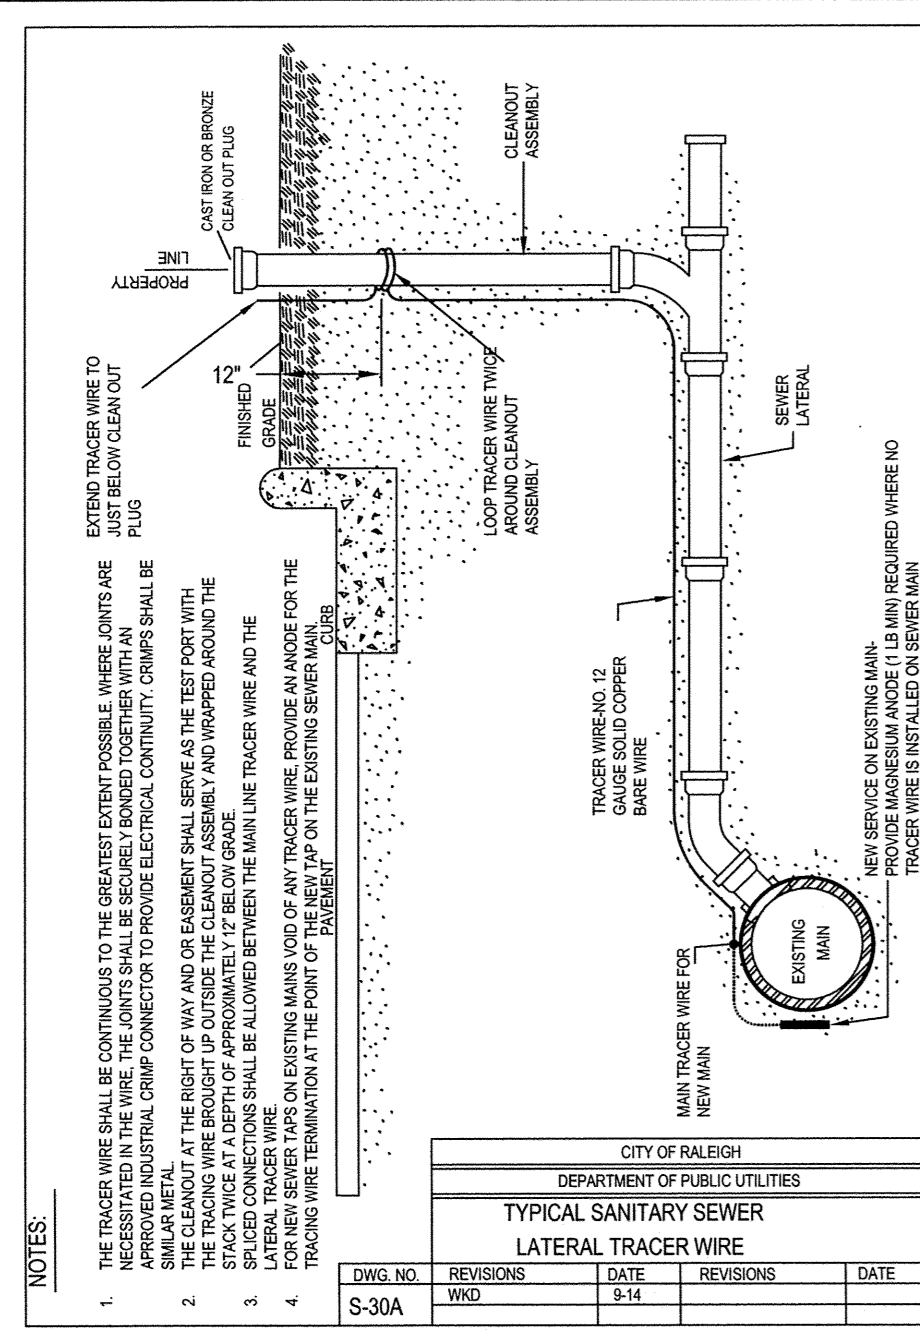 NOTES:
1. THE TRACER WIRE SHALL BE CONTINUOUS TO THE GREATEST EXTENT POSSIBLE. WHERE JOINTS ARE
NECESSITATED IN THE WIRE, THE JOINTS SHALL BE SECURELY BONDED TOGETHER WITH AN
APRROVED INDUSTRIAL CRIMP CONNECTOR TO PROVIDE ELECTRICAL CONTINUITY. CRIMPS SHALL BE
SIMILAR METAL.
2. THE CLEANOUT AT THE RIGHT OF WAY AND OR EASEMENT SHALL SERVE AS THE TEST PORT WITH
THE TRACING WIRE BROUGHT UP OUTSIDE THE CLEANOUT ASSEMBLY AND WRAPPED AROUND THE
STACK TWICE AT A DEPTH OF APPROXIMATELY 12" BELOW GRADE.
3. SPLICED CONNECTIONS SHALL BE ALLOWED BETWEEN THE MAIN LINE TRACER WIRE AND THE
LATERAL TRACER WIRE.
4. FOR NEW SEWER TAPS ON EXISTING MAINS VOID OF ANY TRACER WIRE, PROVIDE AN ANODE FOR THE
TRACING WIRE TERMINATION AT THE POINT OF THE NEW TAP ON THE EXISTING SEWER MAIN.
EXTEND TRACER WIRE TO
JUST BELOW CLEAN OUT
PLUG
PROPERTY
LINE
CAST IRON OR BRONZE
CLEAN OUT PLUG
12"
FINISHED
GRADE
CURB
PAVEMENT
LOOP TRACER WIRE TWICE
AROUND CLEANOUT
ASSEMBLY
CLEANOUT
ASSEMBLY
TRACER WIRE-NO. 12
GAUGE SOLID COPPER
BARE WIRE
SEWER
LATERAL
MAIN TRACER WIRE FOR
NEW MAIN
EXISTING
MAIN
NEW SERVICE ON EXISTING MAIN-
PROVIDE MAGNESIUM ANODE (1 LB MIN) REQUIRED WHERE NO
TRACER WIRE IS INSTALLED ON SEWER MAIN
CITY OF RALEIGH
DEPARTMENT OF PUBLIC UTILITIES
TYPICAL SANITARY SEWER
LATERAL TRACER WIRE
DWG. NO. REVISIONS DATE REVISIONS DATE
S-30A WKD 9-14